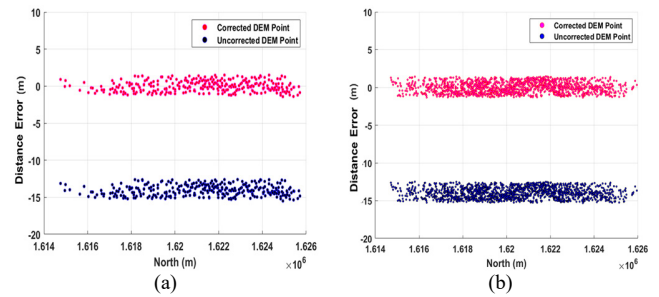 10
5
0
-5
-10
-15
-20
Distance Error (m)
Corrected DEM Point
Uncorrected DEM Point
1.614 1.616 1.618 1.62 1.622 1.624 1.626
North (m)
×10⁶
(a)
10
5
0
-5
-10
-15
-20
Distance Error (m)
Corrected DEM Point
Uncorrected DEM Point
1.614 1.616 1.618 1.62 1.622 1.624 1.626
North (m)
×10⁶
(b)